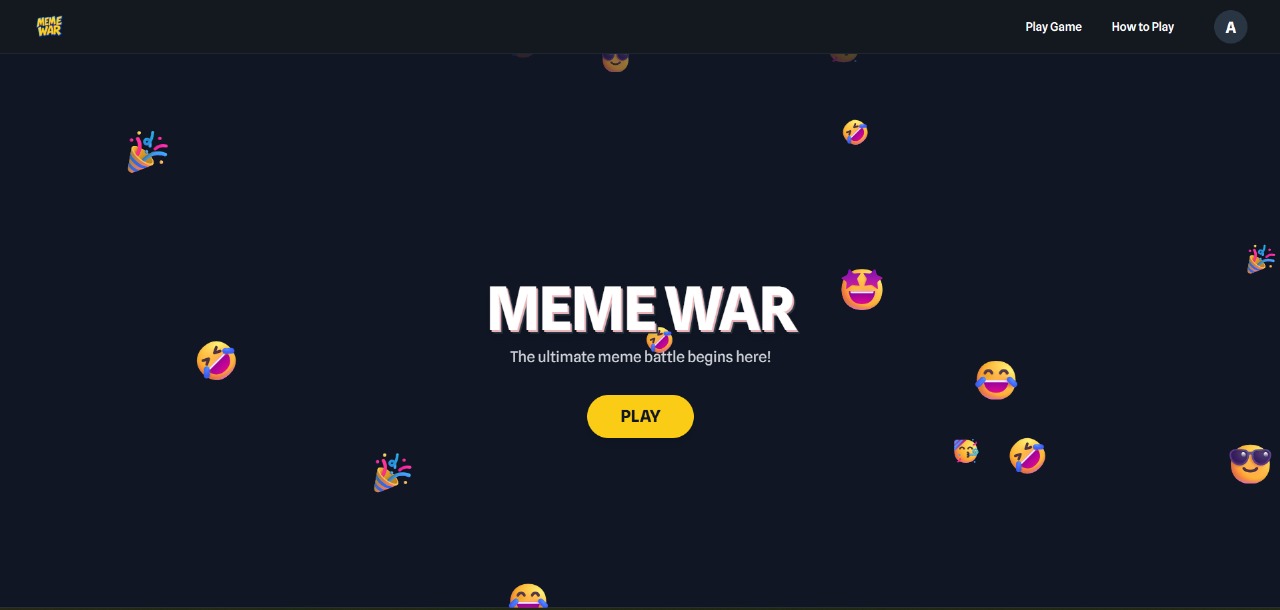 MEME
WAR
Play Game
How to Play
A
MEME WAR
The ultimate meme battle begins here!
PLAY